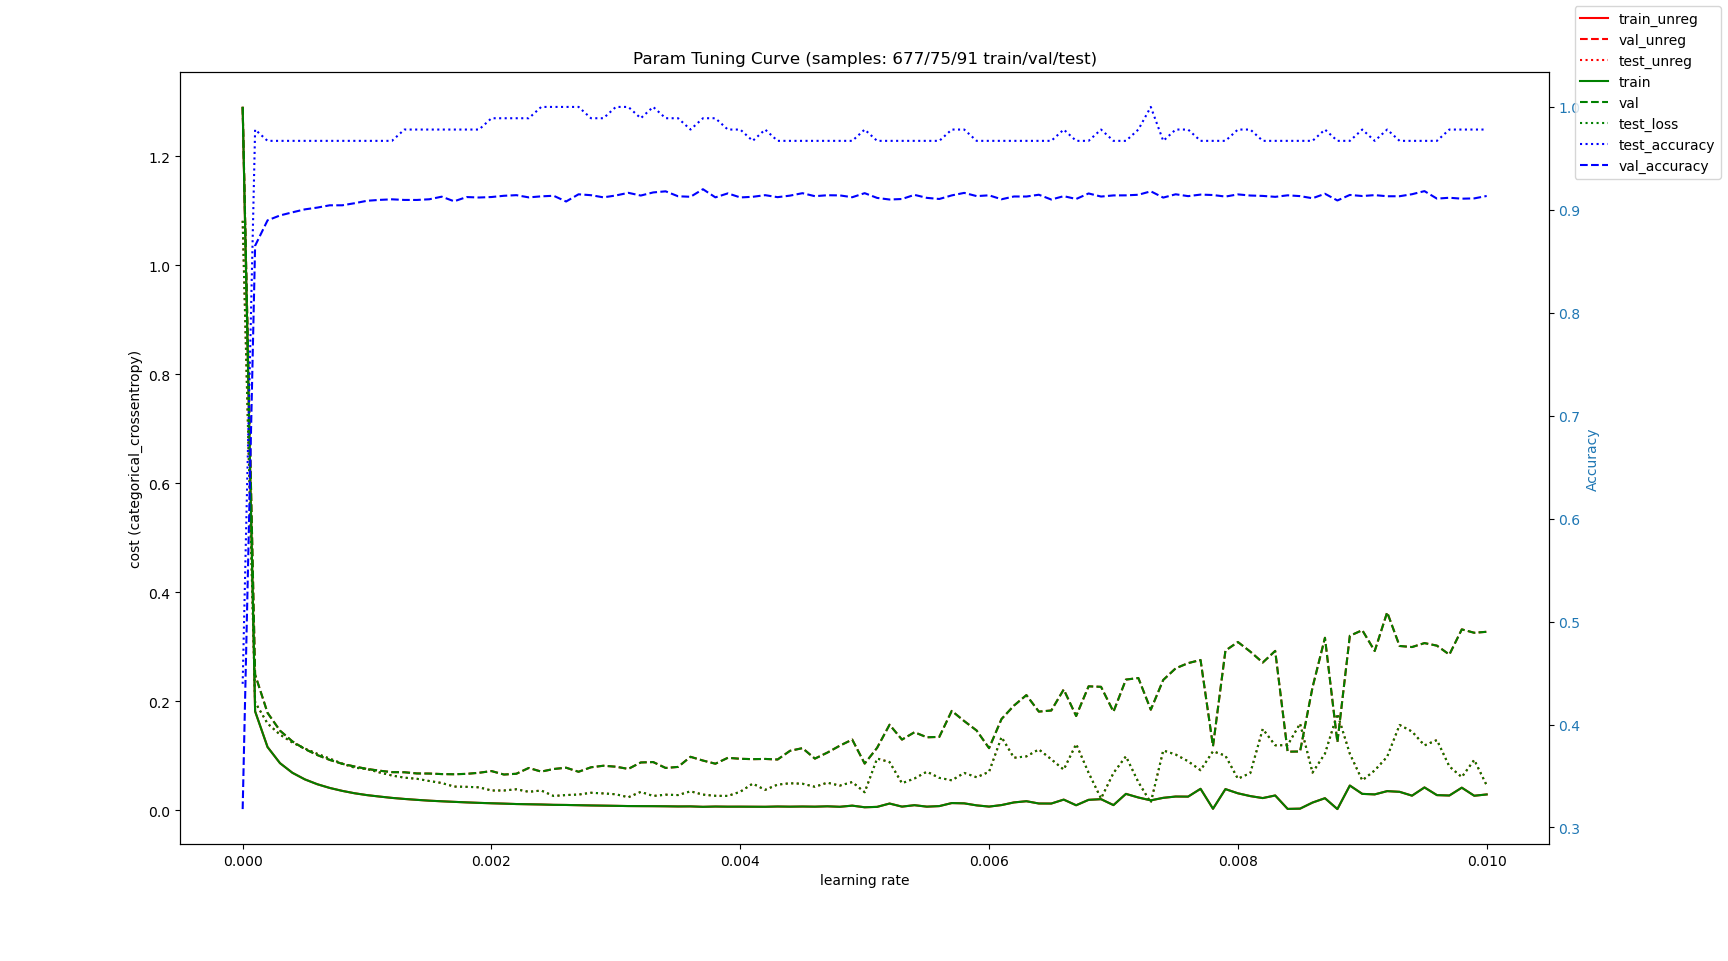 Param Tuning Curve (samples: 677/75/91 train/val/test)
train_unreg
val_unreg
test_unreg
train
val
test_loss
test_accuracy
val_accuracy
1.2
1.0
0.8
0.6
0.4
0.2
0.0
cost (categorical_crossentropy)
1.0
0.9
0.8
0.7
0.6
0.5
0.4
0.3
Accuracy
0.000
0.002
0.004
0.006
0.008
0.010
learning rate